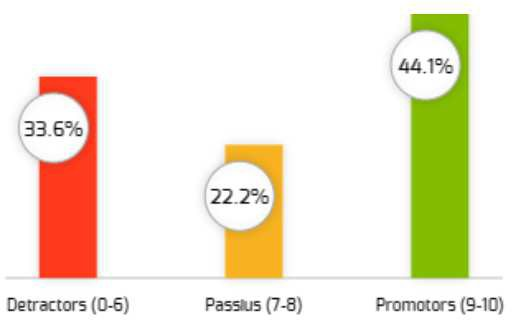 44.1%
33.6%
22.2%
Detractors (0-6) Passius (7-8) Promotors (9-10)